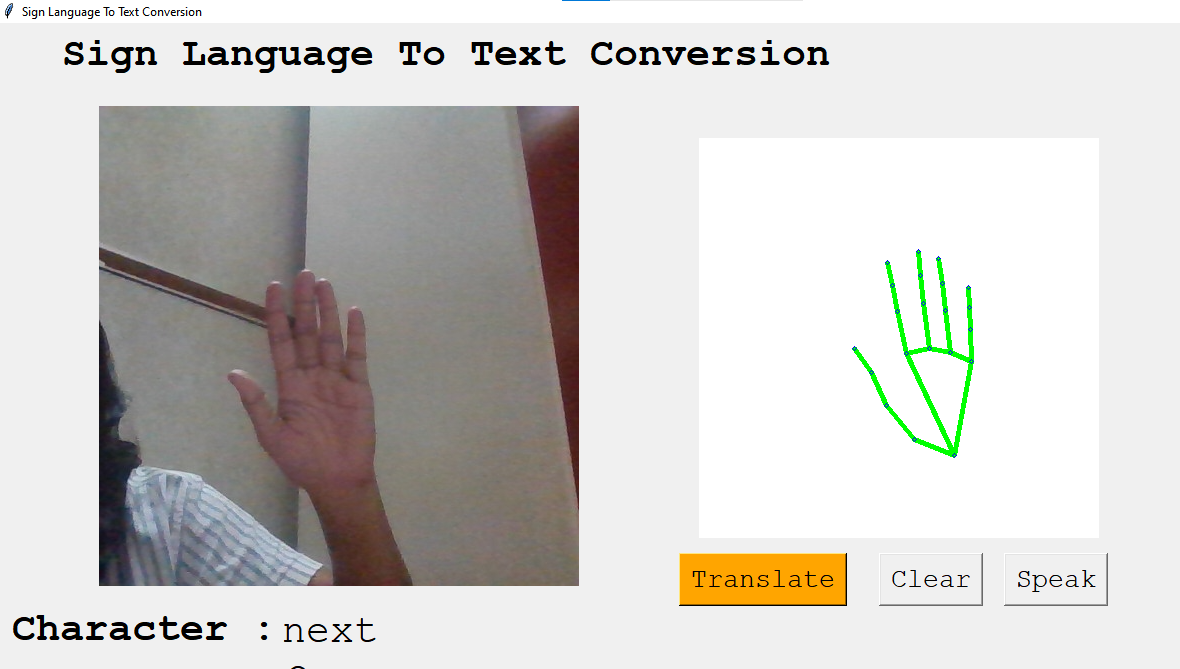 Sign Language To Text Conversion
Sign Language To Text Conversion
Translate Clear Speak
Character : next